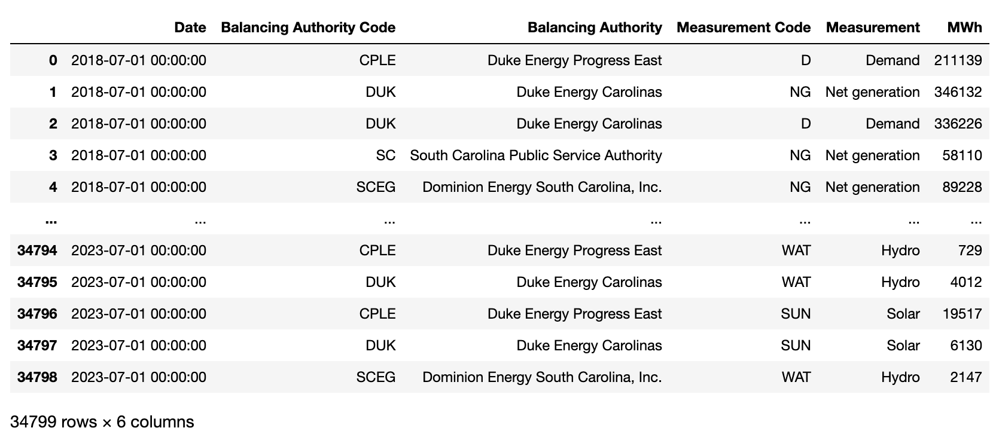 Date Balancing Authority Code Balancing Authority Measurement Code Measurement MWh
0 2018-07-01 00:00:00 CPLE Duke Energy Progress East D Demand 211139
1 2018-07-01 00:00:00 DUK Duke Energy Carolinas NG Net generation 346132
2 2018-07-01 00:00:00 DUK Duke Energy Carolinas D Demand 336226
3 2018-07-01 00:00:00 SC South Carolina Public Service Authority NG Net generation 58110
4 2018-07-01 00:00:00 SCEG Dominion Energy South Carolina, Inc. NG Net generation 89228
... ... ... ... ... ... ...
34794 2023-07-01 00:00:00 CPLE Duke Energy Progress East WAT Hydro 729
34795 2023-07-01 00:00:00 DUK Duke Energy Carolinas WAT Hydro 4012
34796 2023-07-01 00:00:00 CPLE Duke Energy Progress East SUN Solar 19517
34797 2023-07-01 00:00:00 DUK Duke Energy Carolinas SUN Solar 6130
34798 2023-07-01 00:00:00 SCEG Dominion Energy South Carolina, Inc. WAT Hydro 2147
34799 rows × 6 columns